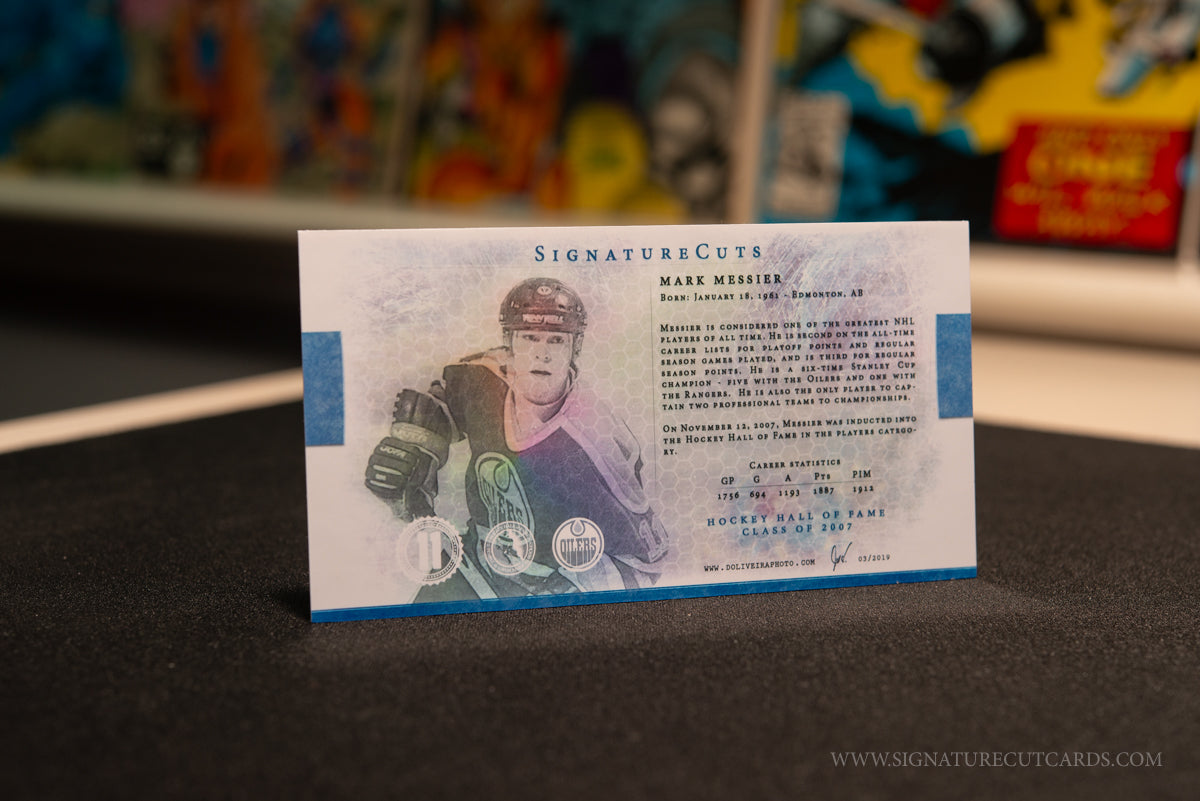 SignatureCuts
Mark Messier
Born: January 18, 1961 - Edmonton, AB
Messier is considered one of the greatest NHL
players of all time. He is second on the all-time
career lists for playoff points and regular
season games played, and is third for regular
season points. He is a six-time Stanley Cup
champion - five with the Oilers and one with
the Rangers. He is also the only player to cap-
tain two professional teams to championships.
On November 12, 2007, Messier was inducted into
the Hockey Hall of Fame in the players catego-
ry.
Career statistics
GP G A Pts PIM
1756 694 1193 1887 1912
Hockey Hall of Fame
Class of 2007
www.doliveiraphoto.com 03/2019
JOFA
OILERS
11
OILERS
ONE
WWW.SIGNATURECUTCARDS.COM